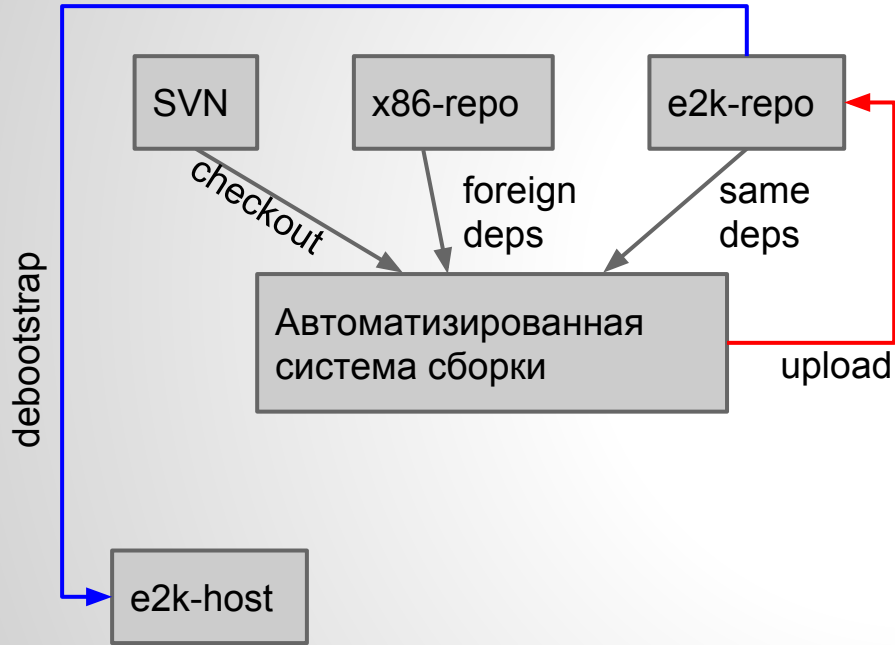 SVN
x86-repo
e2k-repo
checkout
foreign
deps
same
deps
debootstrap
Автоматизированная
система сборки
upload
e2k-host